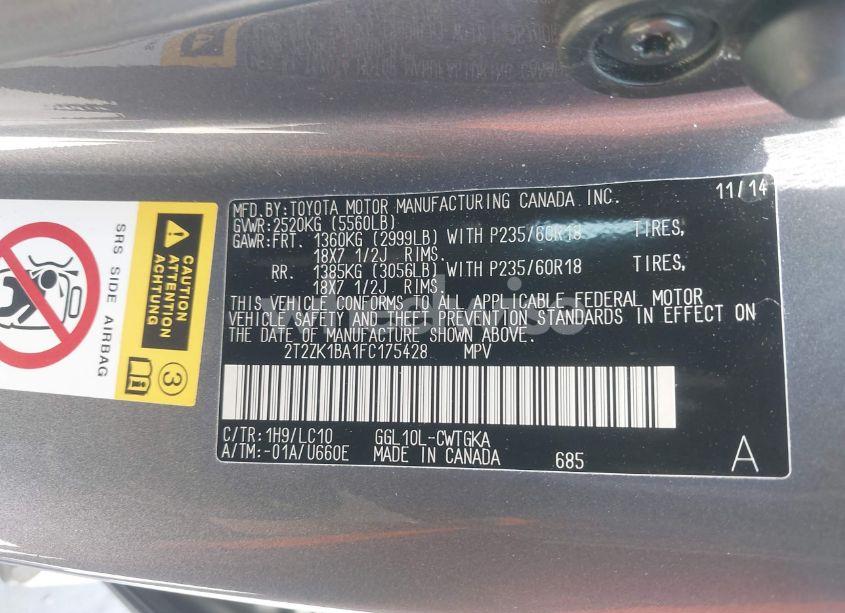 MFD.BY:TOYOTA MOTOR MANUFACTURING CANADA INC. 11/14
GVWR:2520KG (5560LB)
GAWR:FRT. 1360KG (2999LB) WITH P235/60R18 TIRES,
18X7 1/2J RIMS.
RR. 1385KG (3056LB) WITH P235/60R18 TIRES,
18X7 1/2J RIMS.
THIS VEHICLE CONFORMS TO ALL APPLICABLE FEDERAL MOTOR
VEHICLE SAFETY AND THEFT PREVENTION STANDARDS IN EFFECT ON
THE DATE OF MANUFACTURE SHOWN ABOVE.
2T2ZK1BA1FC175428 MPV
C/TR: 1H9/LC10 GGL10L-CWTGKA
A/TM:-01A/U660E MADE IN CANADA 685 A
SRS SIDE AIRBAG
CAUTION
ATTENTION
ACHTUNG
3